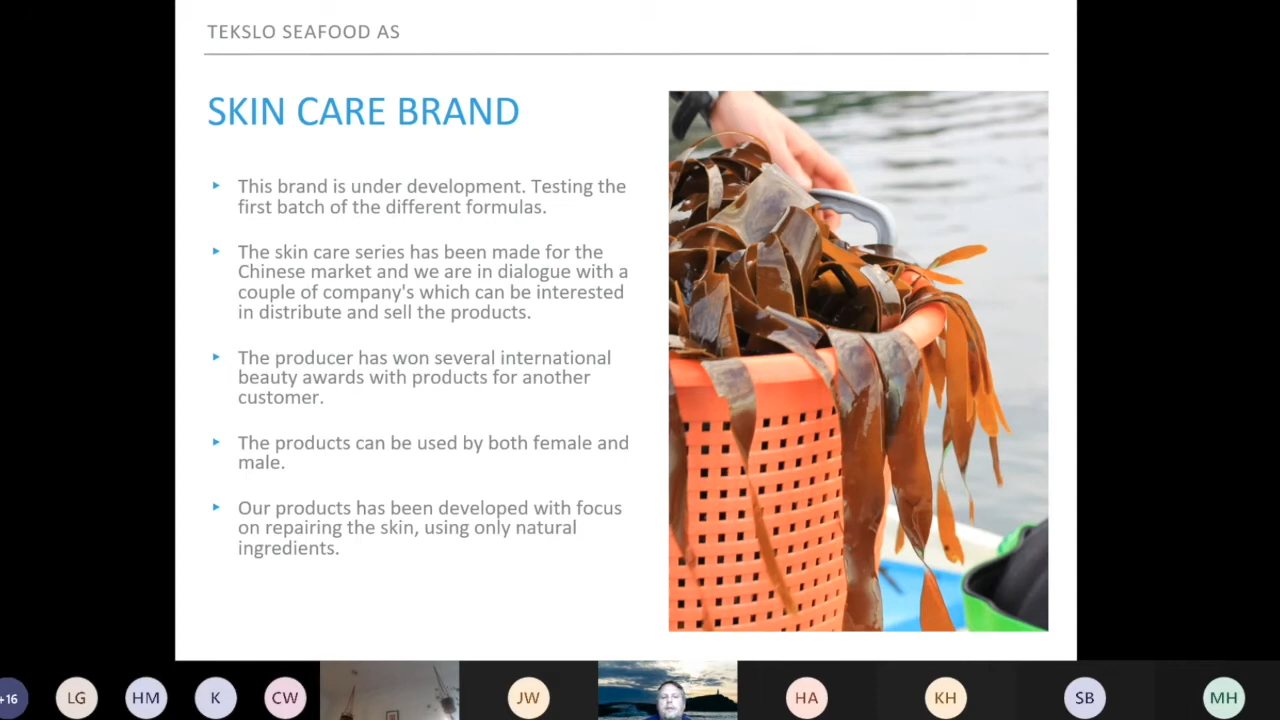 TEKSLO SEAFOOD AS
SKIN CARE BRAND
This brand is under development. Testing the
first batch of the different formulas.
The skin care series has been made for the
Chinese market and we are in dialogue with a
couple of company's which can be interested
in distribute and sell the products.
The producer has won several international
beauty awards with products for another
customer.
The products can be used by both female and
male.
Our products has been developed with focus
on repairing the skin, using only natural
ingredients.
+16
LG
HM
K
CW
JW
HA
KH
SB
MH